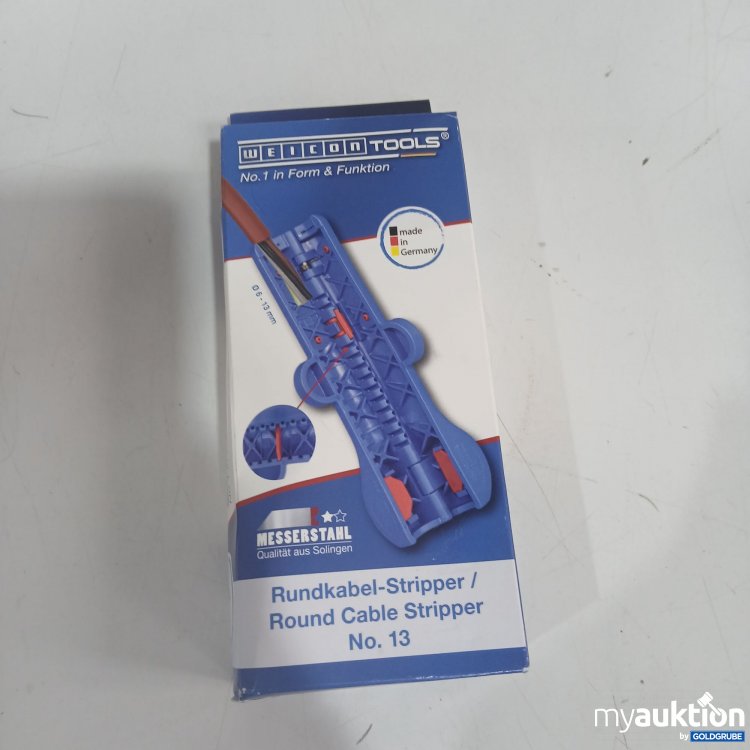 WEICON TOOLS®
No.1 in Form & Funktion
made
in
Germany
Ø 6 - 13 mm
MESSERSTAHL
Qualität aus Solingen
Rundkabel-Stripper /
Round Cable Stripper
No. 13
myauktion
by GOLDGRUBE